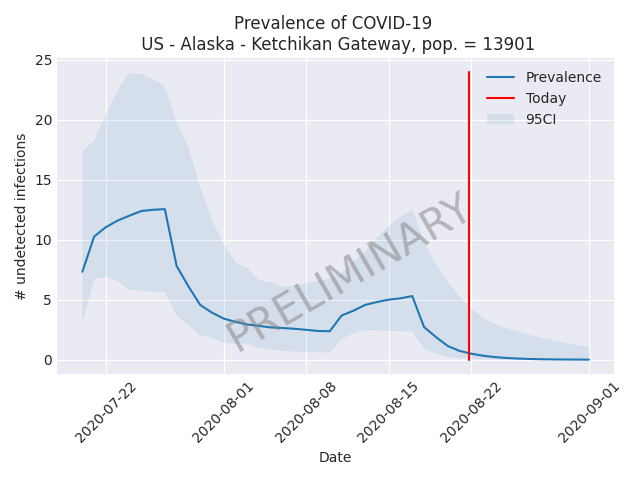 Prevalence of COVID-19
US - Alaska - Ketchikan Gateway, pop. = 13901
25
20
15
10
5
0
# undetected infections
Prevalence
Today
95CI
PRELIMINARY
2020-07-22
2020-08-01
2020-08-08
2020-08-15
2020-08-22
2020-09-01
Date